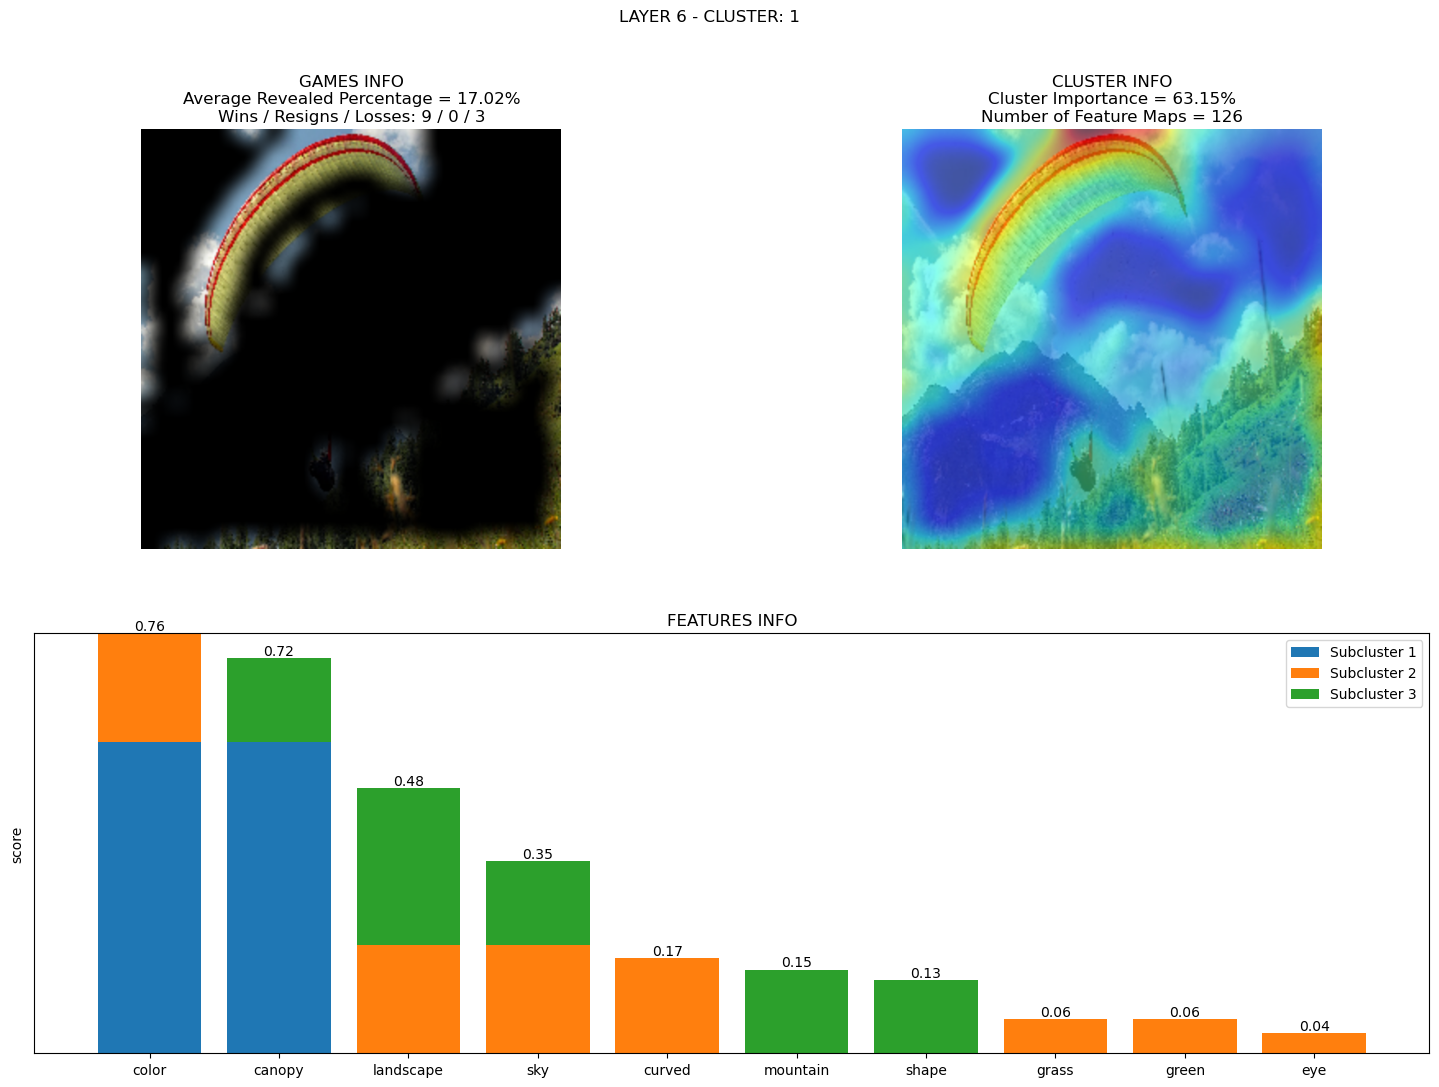 LAYER 6 - CLUSTER: 1
GAMES INFO
Average Revealed Percentage = 17.02%
Wins / Resigns / Losses: 9 / 0 / 3
CLUSTER INFO
Cluster Importance = 63.15%
Number of Feature Maps = 126
FEATURES INFO
score
0.76
0.72
0.48
0.35
0.17
0.15
0.13
0.06
0.06
0.04
Subcluster 1
Subcluster 2
Subcluster 3
color
canopy
landscape
sky
curved
mountain
shape
grass
green
eye